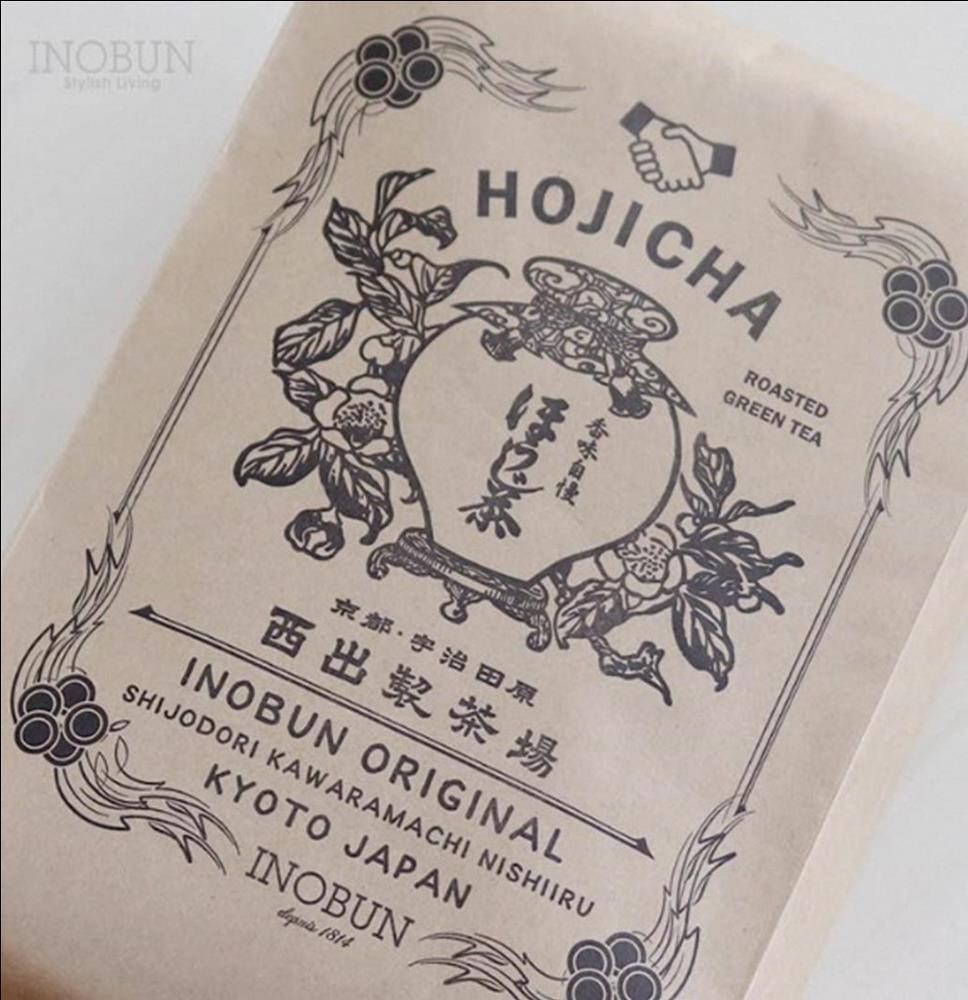 INOBUN
Stylish Living
HOJICHA
ROASTED
GREEN TEA
香味自慢
ほうじ茶
京都・宇治田原
西出製茶場
INOBUN ORIGINAL
SHIJODORI KAWARAMACHI NISHIIRU
KYOTO JAPAN
INOBUN
depuis 1814